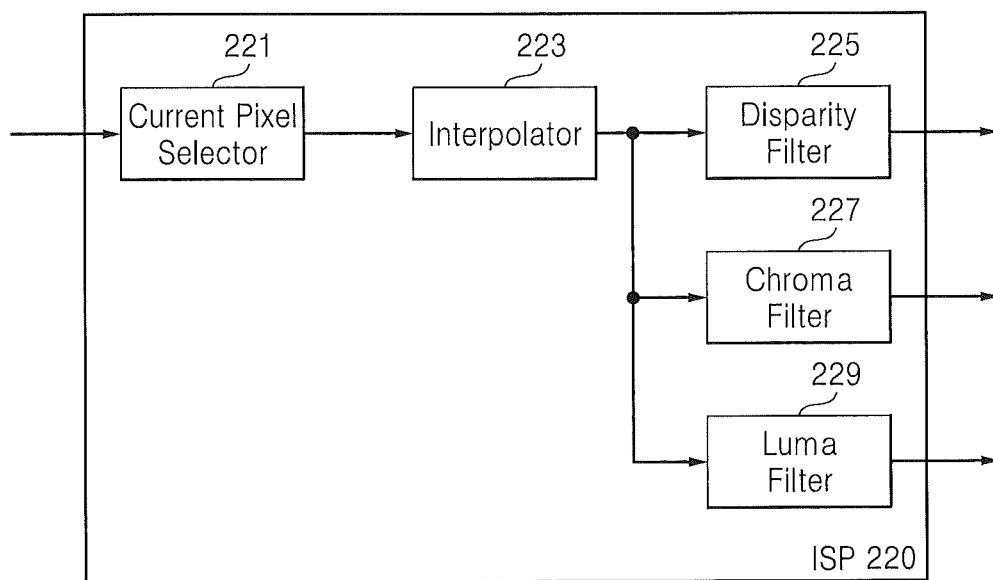 221
223
225
Current Pixel
Selector
Interpolator
Disparity
Filter
227
Chroma
Filter
229
Luma
Filter
ISP 220